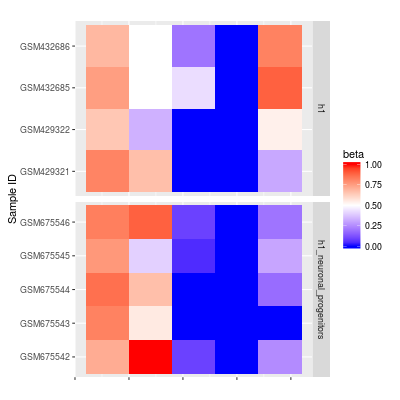 Sample ID
GSM432686
GSM432685
GSM429322
GSM429321
h1
GSM675546
GSM675545
GSM675544
GSM675543
GSM675542
h1_neuronal_progenitors
beta
1.00
0.75
0.50
0.25
0.00